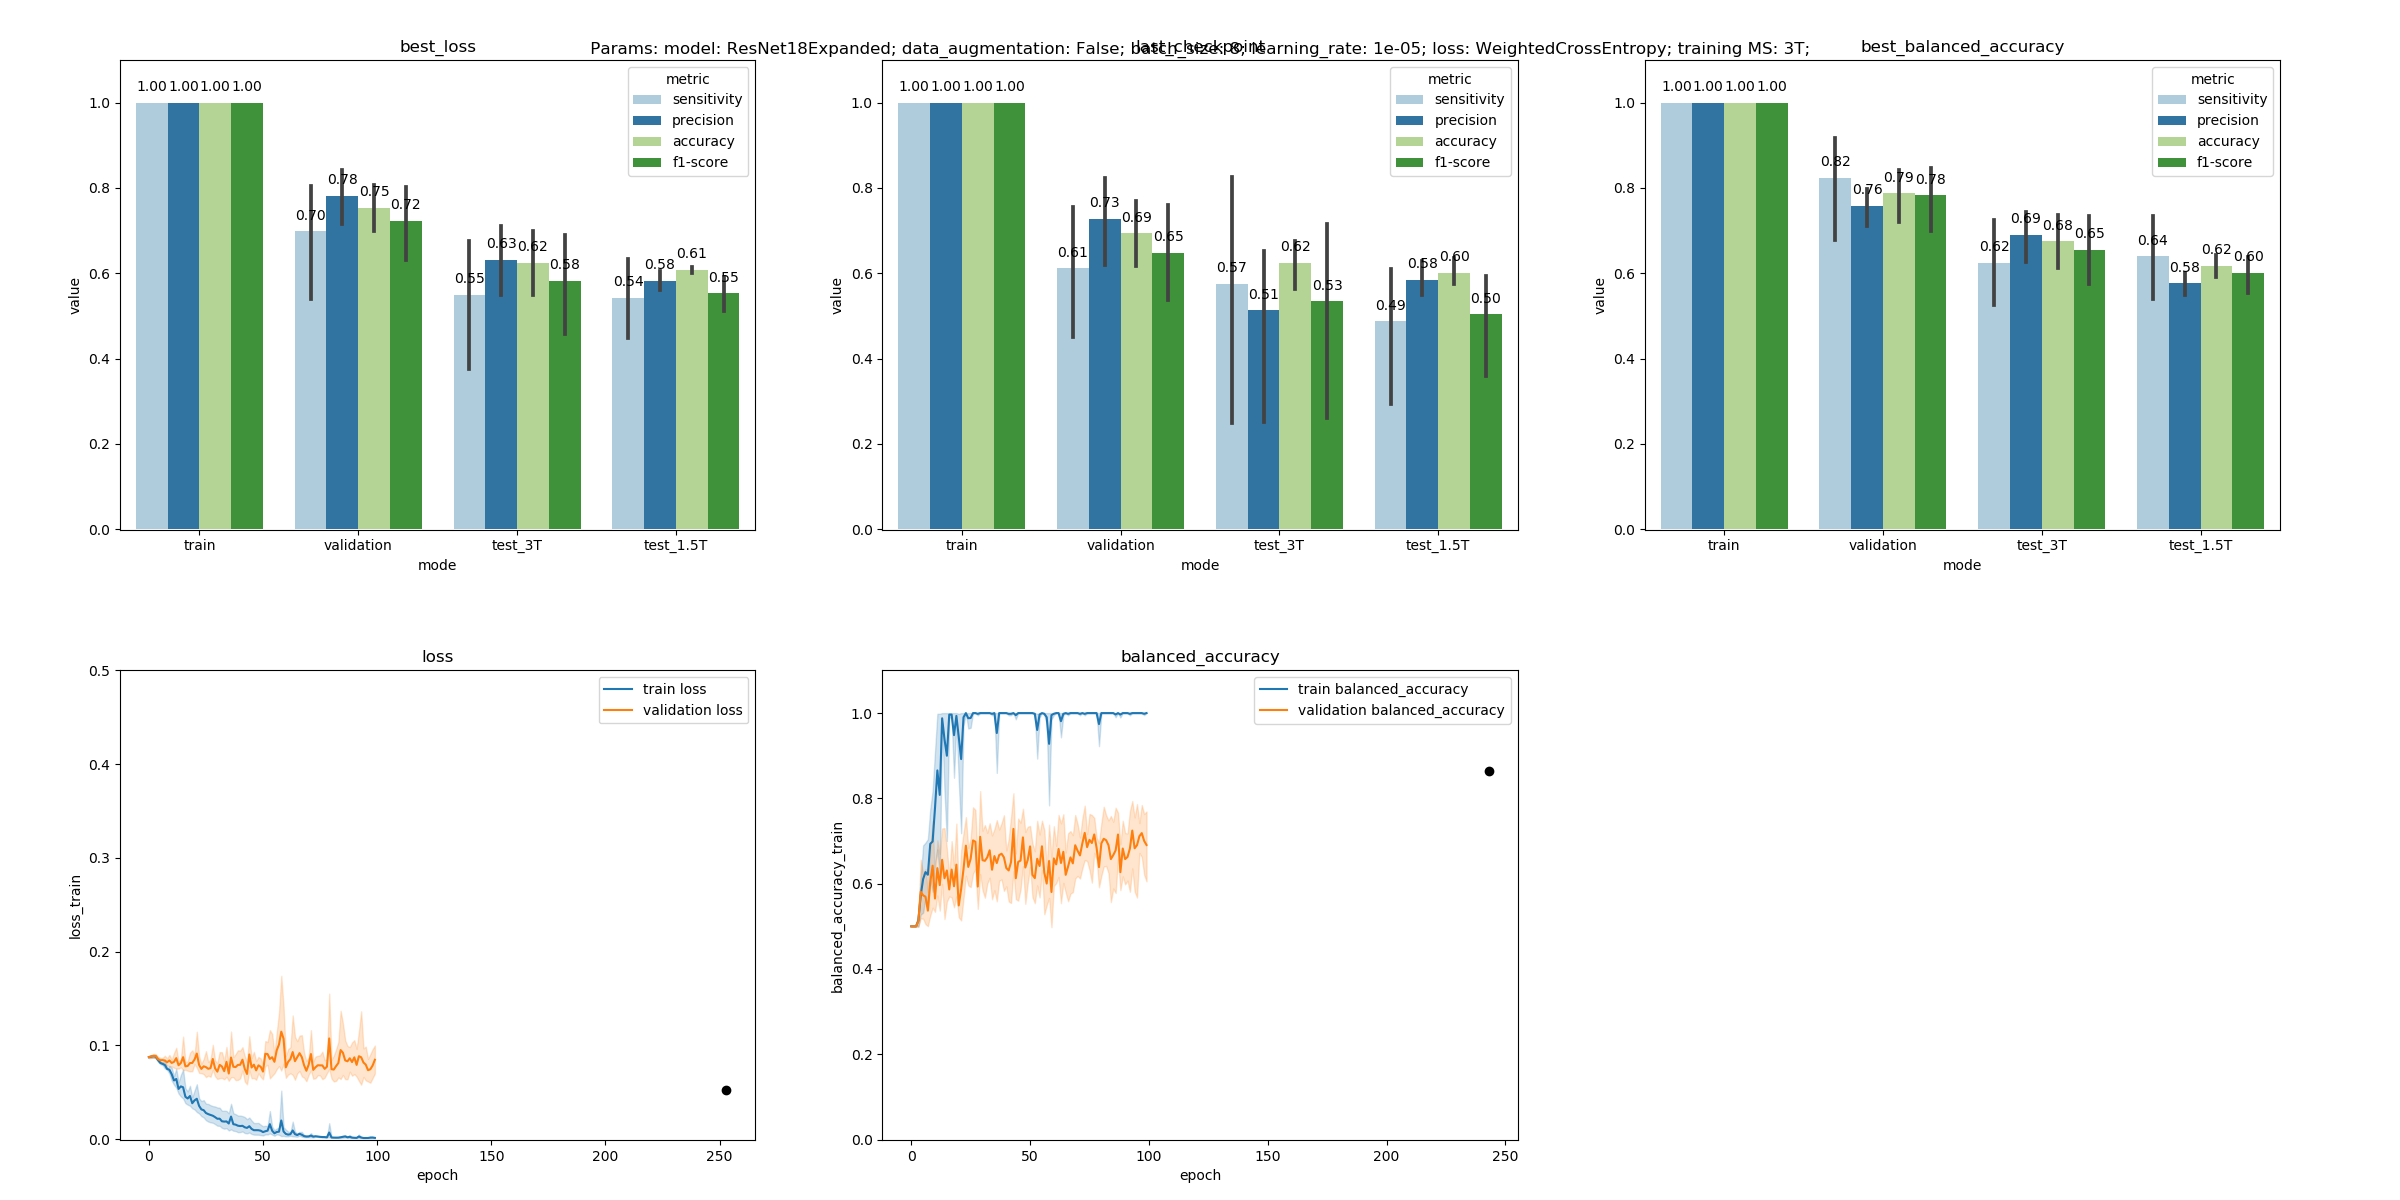 best_loss
Params: model: ResNet18Expanded; data_augmentation: False; batch_size: 8; learning_rate: 1e-05; loss: WeightedCrossEntropy; training MS: 3T;
last_checkpoint
best_balanced_accuracy
metric
sensitivity
precision
accuracy
f1-score
1.00 1.00 1.00 1.00
0.70 0.78 0.75 0.72
0.55 0.63 0.62 0.58
0.54 0.58 0.61 0.55
value
1.0
0.8
0.6
0.4
0.2
0.0
train validation test_3T test_1.5T
mode
metric
sensitivity
precision
accuracy
f1-score
1.00 1.00 1.00 1.00
0.61 0.73 0.69 0.65
0.57 0.51 0.62 0.53
0.49 0.58 0.60 0.50
value
1.0
0.8
0.6
0.4
0.2
0.0
train validation test_3T test_1.5T
mode
metric
sensitivity
precision
accuracy
f1-score
1.00 1.00 1.00 1.00
0.82 0.76 0.79 0.78
0.62 0.69 0.68 0.65
0.64 0.58 0.62 0.60
value
1.0
0.8
0.6
0.4
0.2
0.0
train validation test_3T test_1.5T
mode
loss
train loss
validation loss
loss_train
0.5
0.4
0.3
0.2
0.1
0.0
0 50 100 150 200 250
epoch
balanced_accuracy
train balanced_accuracy
validation balanced_accuracy
balanced_accuracy_train
1.0
0.8
0.6
0.4
0.2
0.0
0 50 100 150 200 250
epoch